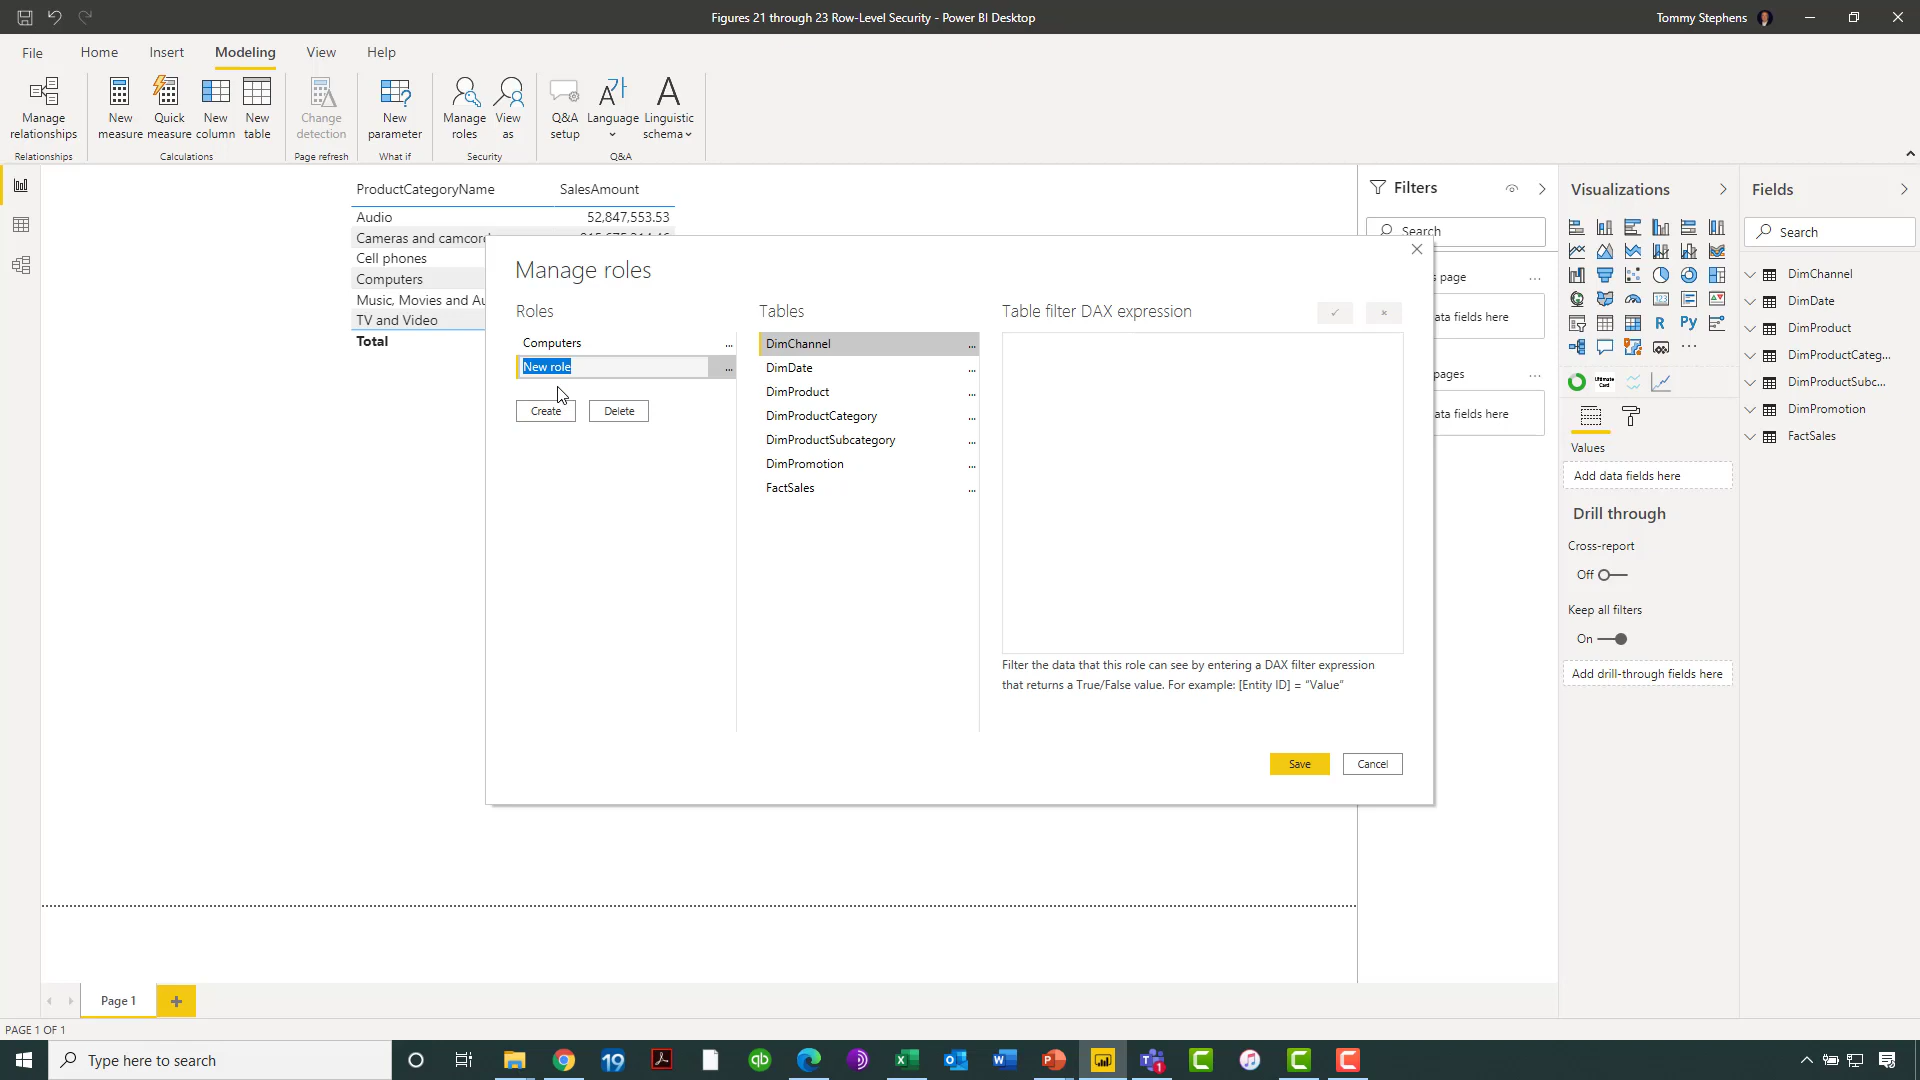 Figures 21 through 23 Row-Level Security - Power BI Desktop
Tommy Stephens
File
Home
Insert
Modeling
View
Help
Manage relationships
New measure
Quick measure
New column
New table
Change detection
New parameter
Manage roles
View as
Q&A setup
Language
Linguistic schema
Relationships
Calculations
Page refresh
What if
Security
Q&A
ProductCategoryName SalesAmount
Audio 52,847,553.53
Cameras and camcord
Cell phones
Computers
Music, Movies and Au
TV and Video
Total
Manage roles
Roles
Computers ...
New role ...
Create
Delete
Tables
DimChannel ...
DimDate ...
DimProduct ...
DimProductCategory ...
DimProductSubcategory ...
DimPromotion ...
FactSales ...
Table filter DAX expression
Filter the data that this role can see by entering a DAX filter expression
that returns a True/False value. For example: [Entity ID] = “Value”
Save
Cancel
Filters
Search
s page ...
ata fields here
pages ...
ata fields here
Visualizations
R
Py
...
Values
Add data fields here
Drill through
Cross-report
Off
Keep all filters
On
Add drill-through fields here
Fields
Search
DimChannel
DimDate
DimProduct
DimProductCateg...
DimProductSubc...
DimPromotion
FactSales
Page 1
PAGE 1 OF 1
Type here to search
19
qb